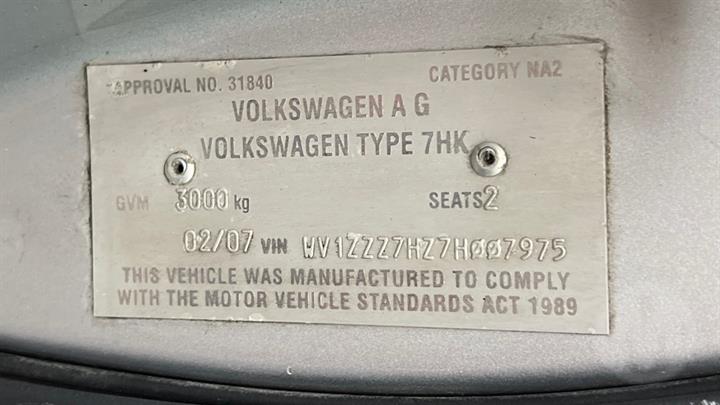 APPROVAL NO. 31840 CATEGORY NA2
VOLKSWAGEN A G
VOLKSWAGEN TYPE 7HK
GVM 3000 kg SEATS 2
02/07 VIN WV1ZZZ7HZ7H007975
THIS VEHICLE WAS MANUFACTURED TO COMPLY
WITH THE MOTOR VEHICLE STANDARDS ACT 1989